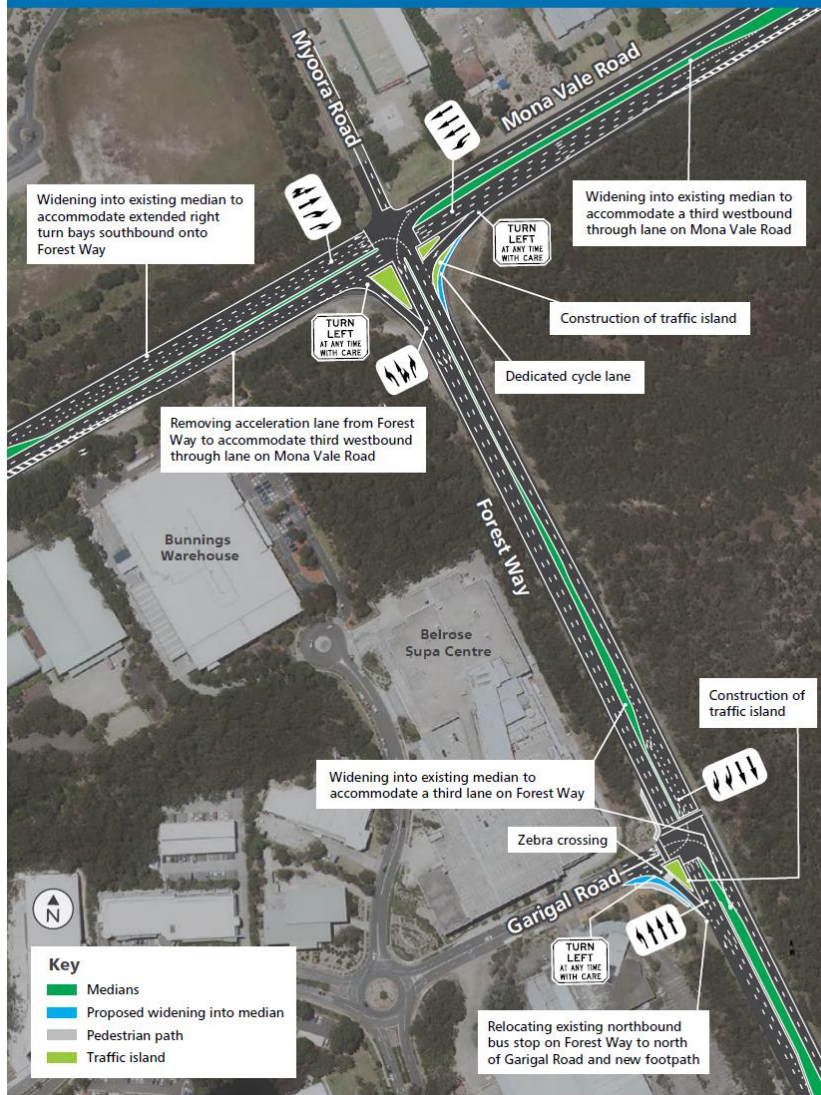 Myoora Road
Mona Vale Road
Widening into existing median to
accommodate extended right
turn bays southbound onto
Forest Way
Widening into existing median to
accommodate a third westbound
through lane on Mona Vale Road
TURN
LEFT
AT ANY TIME
WITH CARE
Construction of traffic island
TURN
LEFT
AT ANY TIME
WITH CARE
Dedicated cycle lane
Removing acceleration lane from Forest
Way to accommodate third westbound
through lane on Mona Vale Road
Forest Way
Bunnings
Warehouse
Belrose
Supa Centre
Construction of
traffic island
Widening into existing median to
accommodate a third lane on Forest Way
Zebra crossing
Garigal Road
N
TURN
LEFT
AT ANY TIME
WITH CARE
Key
Medians
Proposed widening into median
Pedestrian path
Traffic island
Relocating existing northbound
bus stop on Forest Way to north
of Garigal Road and new footpath